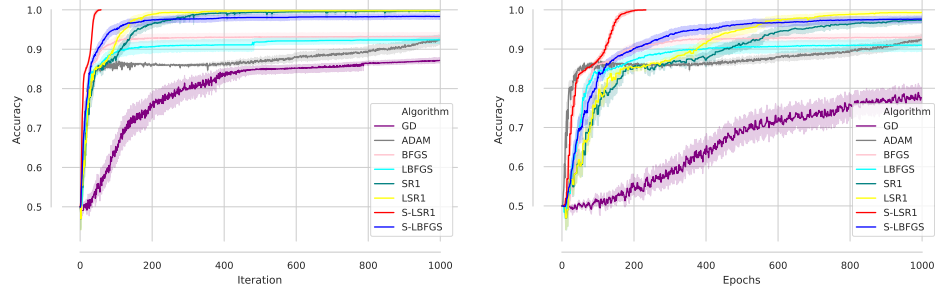 1.0
0.9
0.8
0.7
0.6
0.5
Accuracy
0 200 400 600 800 1000
Iteration
Algorithm
GD
ADAM
BFGS
LBFGS
SR1
LSR1
S-LSR1
S-LBFGS
1.0
0.9
0.8
0.7
0.6
0.5
Accuracy
0 200 400 600 800 1000
Epochs
Algorithm
GD
ADAM
BFGS
LBFGS
SR1
LSR1
S-LSR1
S-LBFGS